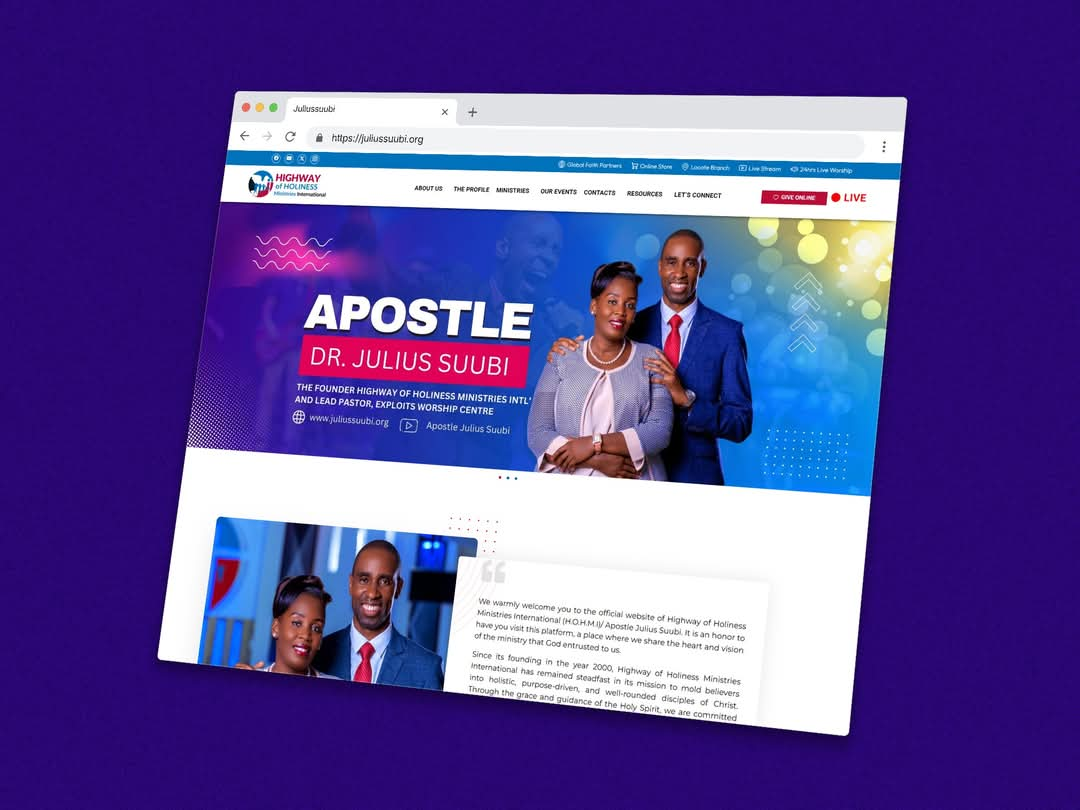 Juliussuubi
https://juliussuubi.org
Global Faith Partners Online Store Locate Branch Live Stream 24hrs Live Worship
HIGHWAY
of HOLINESS
Ministries International
ABOUT US THE PROFILE MINISTRIES OUR EVENTS CONTACTS RESOURCES LET'S CONNECT
GIVE ONLINE
LIVE
APOSTLE
DR. JULIUS SUUBI
THE FOUNDER HIGHWAY OF HOLINESS MINISTRIES INTL'
AND LEAD PASTOR, EXPLOITS WORSHIP CENTRE
www.juliussuubi.org Apostle Julius Suubi
We warmly welcome you to the official website of Highway of Holiness
Ministries International (H.O.H.M.I)/ Apostle Julius Suubi. It is an honor to
have you visit this platform, a place where we share the heart and vision
of the ministry that God entrusted to us.
Since its founding in the year 2000, Highway of Holiness Ministries
International has remained steadfast in its mission to mold believers
into holistic, purpose-driven, and well-rounded disciples of Christ.
Through the grace and guidance of the Holy Spirit, we are committed